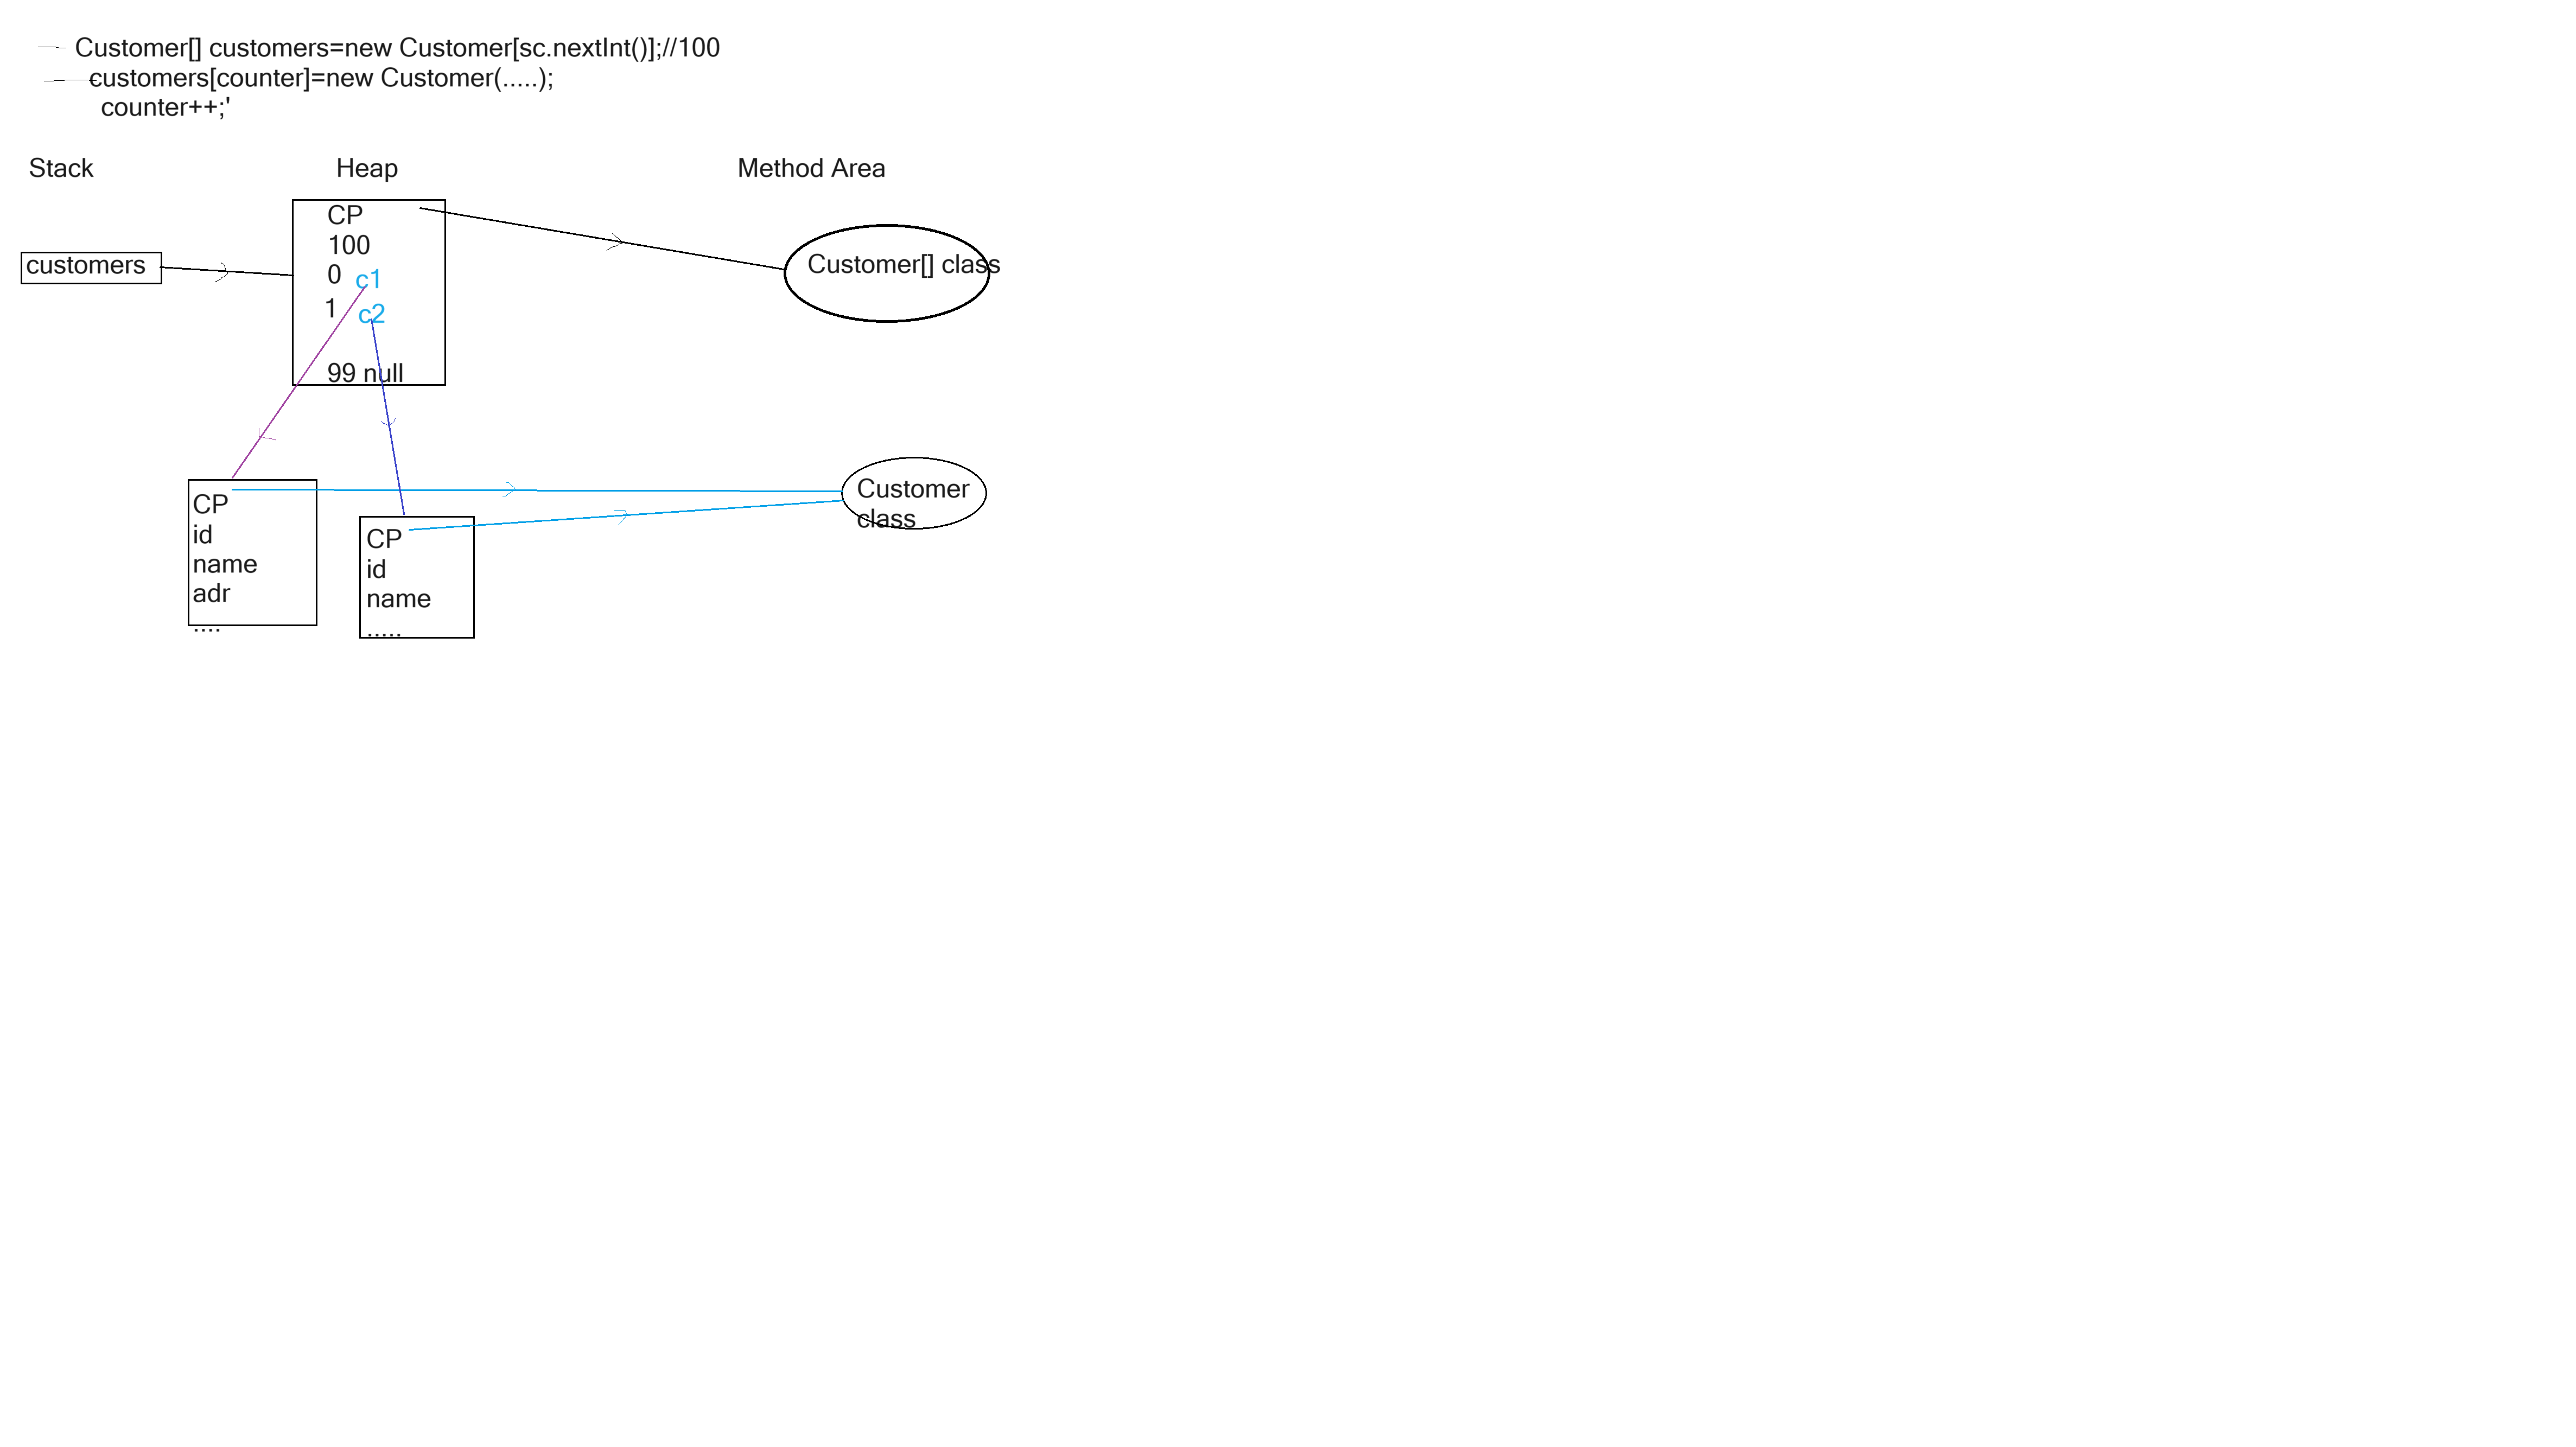 Customer[] customers=new Customer[sc.nextInt()];//100
customers[counter]=new Customer(.....);
counter++;'
Stack
Heap
Method Area
customers
CP
100
0 c1
1 c2
99 null
Customer[] class
CP
id
name
adr
....
CP
id
name
.....
Customer
class